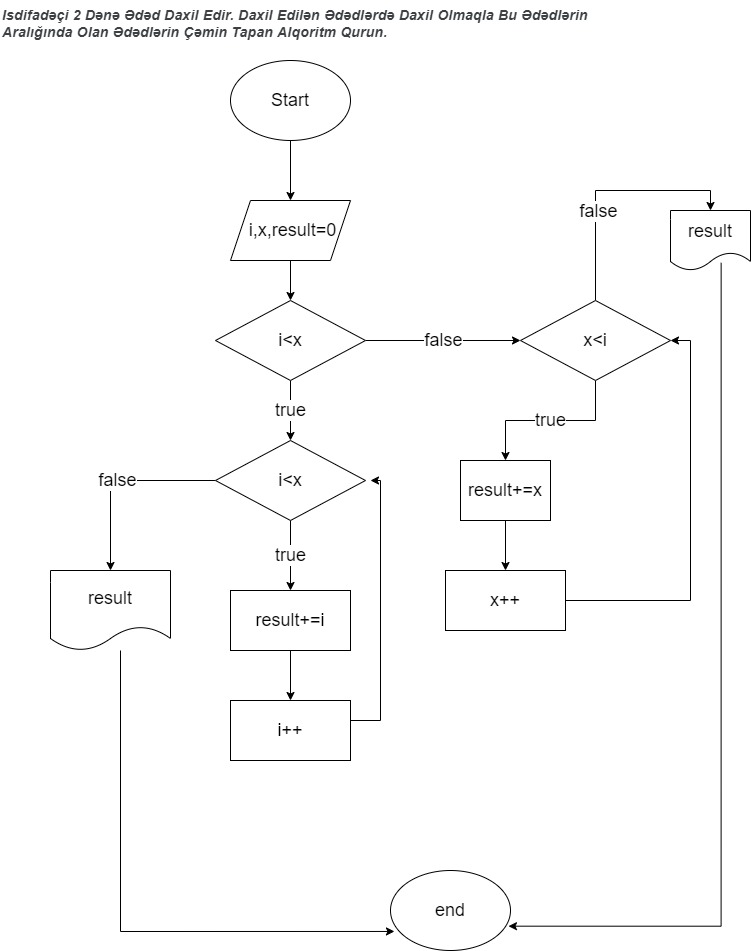 Isdifadəçi 2 Dənə Ədəd Daxil Edir. Daxil Edilən Ədədlərdə Daxil Olmaqla Bu Ədədlərin
Aralığında Olan Ədədlərin Çəmin Tapan Alqoritm Qurun.
Start
i,x,result=0
false
result
i<x
false
x<i
true
true
false
i<x
result+=x
true
result
x++
result+=i
i++
end